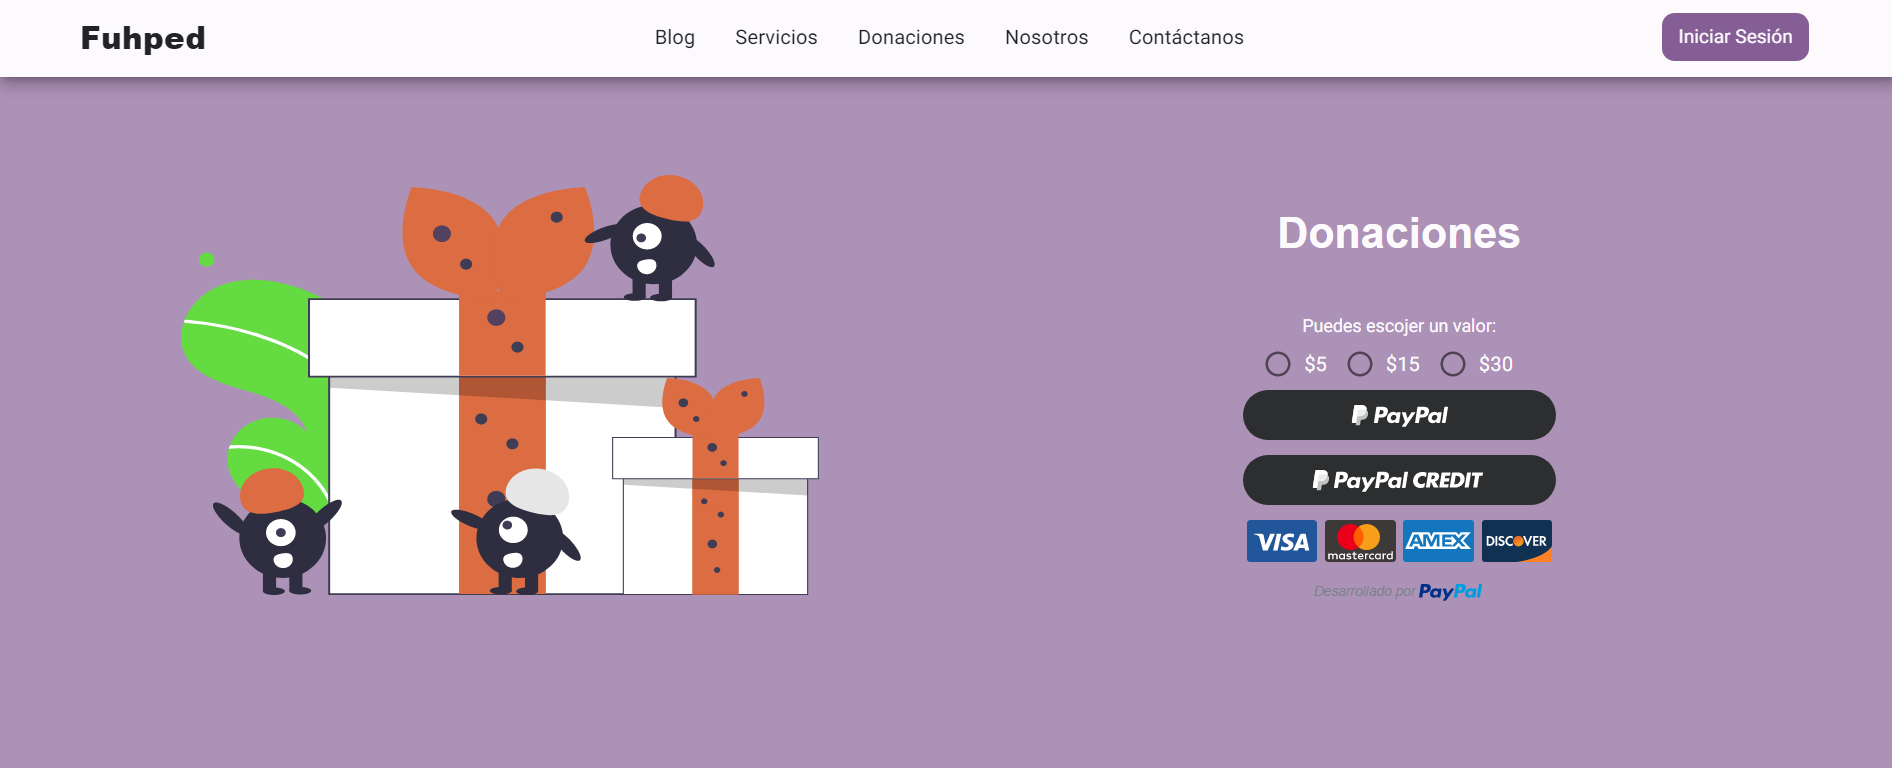 Fuhped
Blog Servicios Donaciones Nosotros Contáctanos
Iniciar Sesión
Donaciones
Puedes escojer un valor:
$5 $15 $30
PayPal
PayPal CREDIT
VISA mastercard AMEX DISCOVER
Desarrollado por PayPal